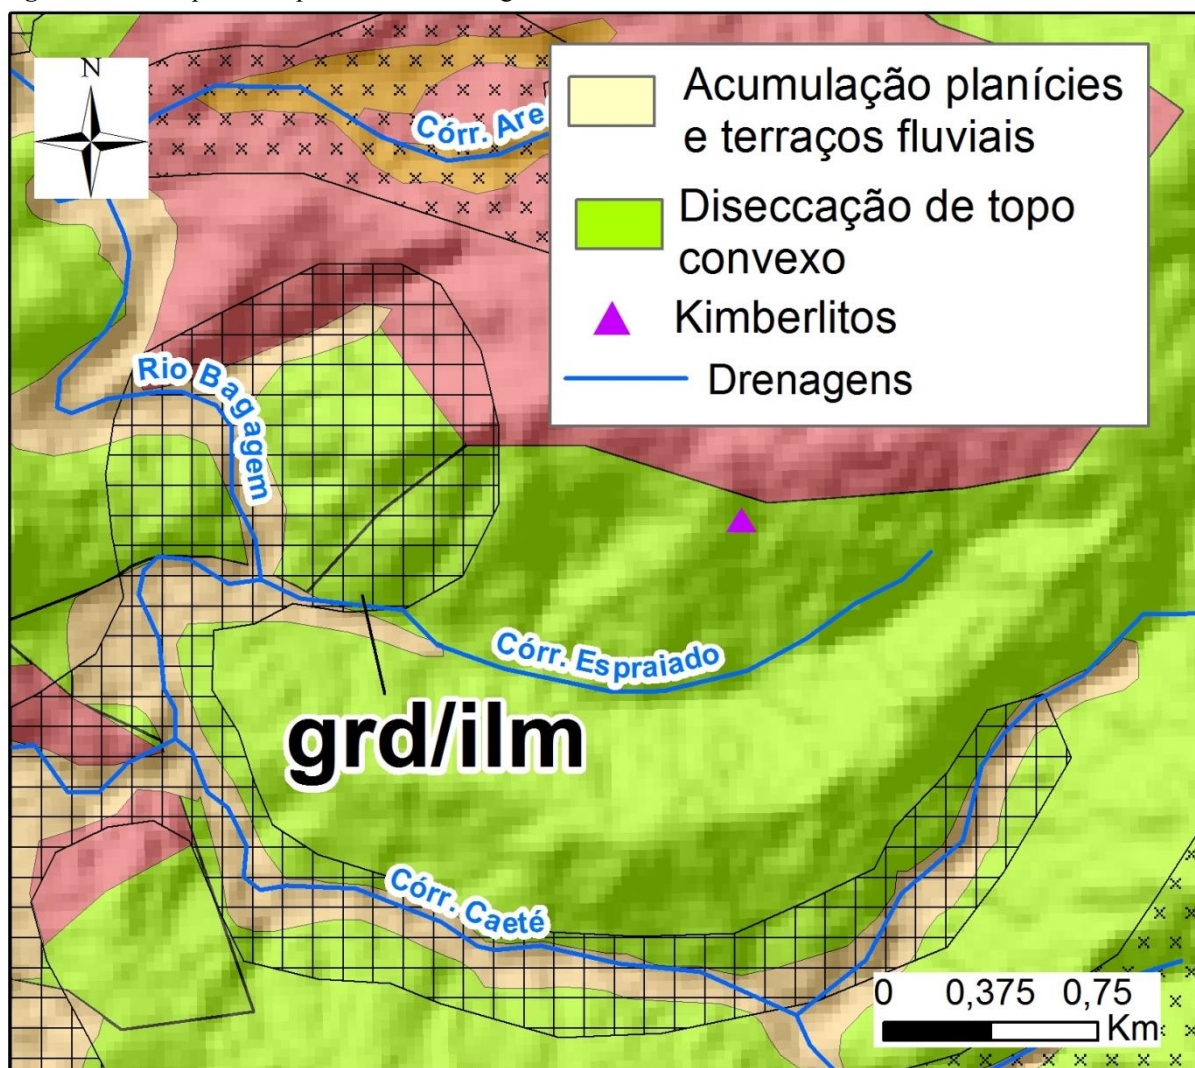 N
Córr. Are
Acumulação planícies
e terraços fluviais
Diseccação de topo
convexo
Kimberlitos
Drenagens
Rio Bagagem
Córr. Espraiado
grd/ilm
Córr. Caeté
0 0,375 0,75
Km